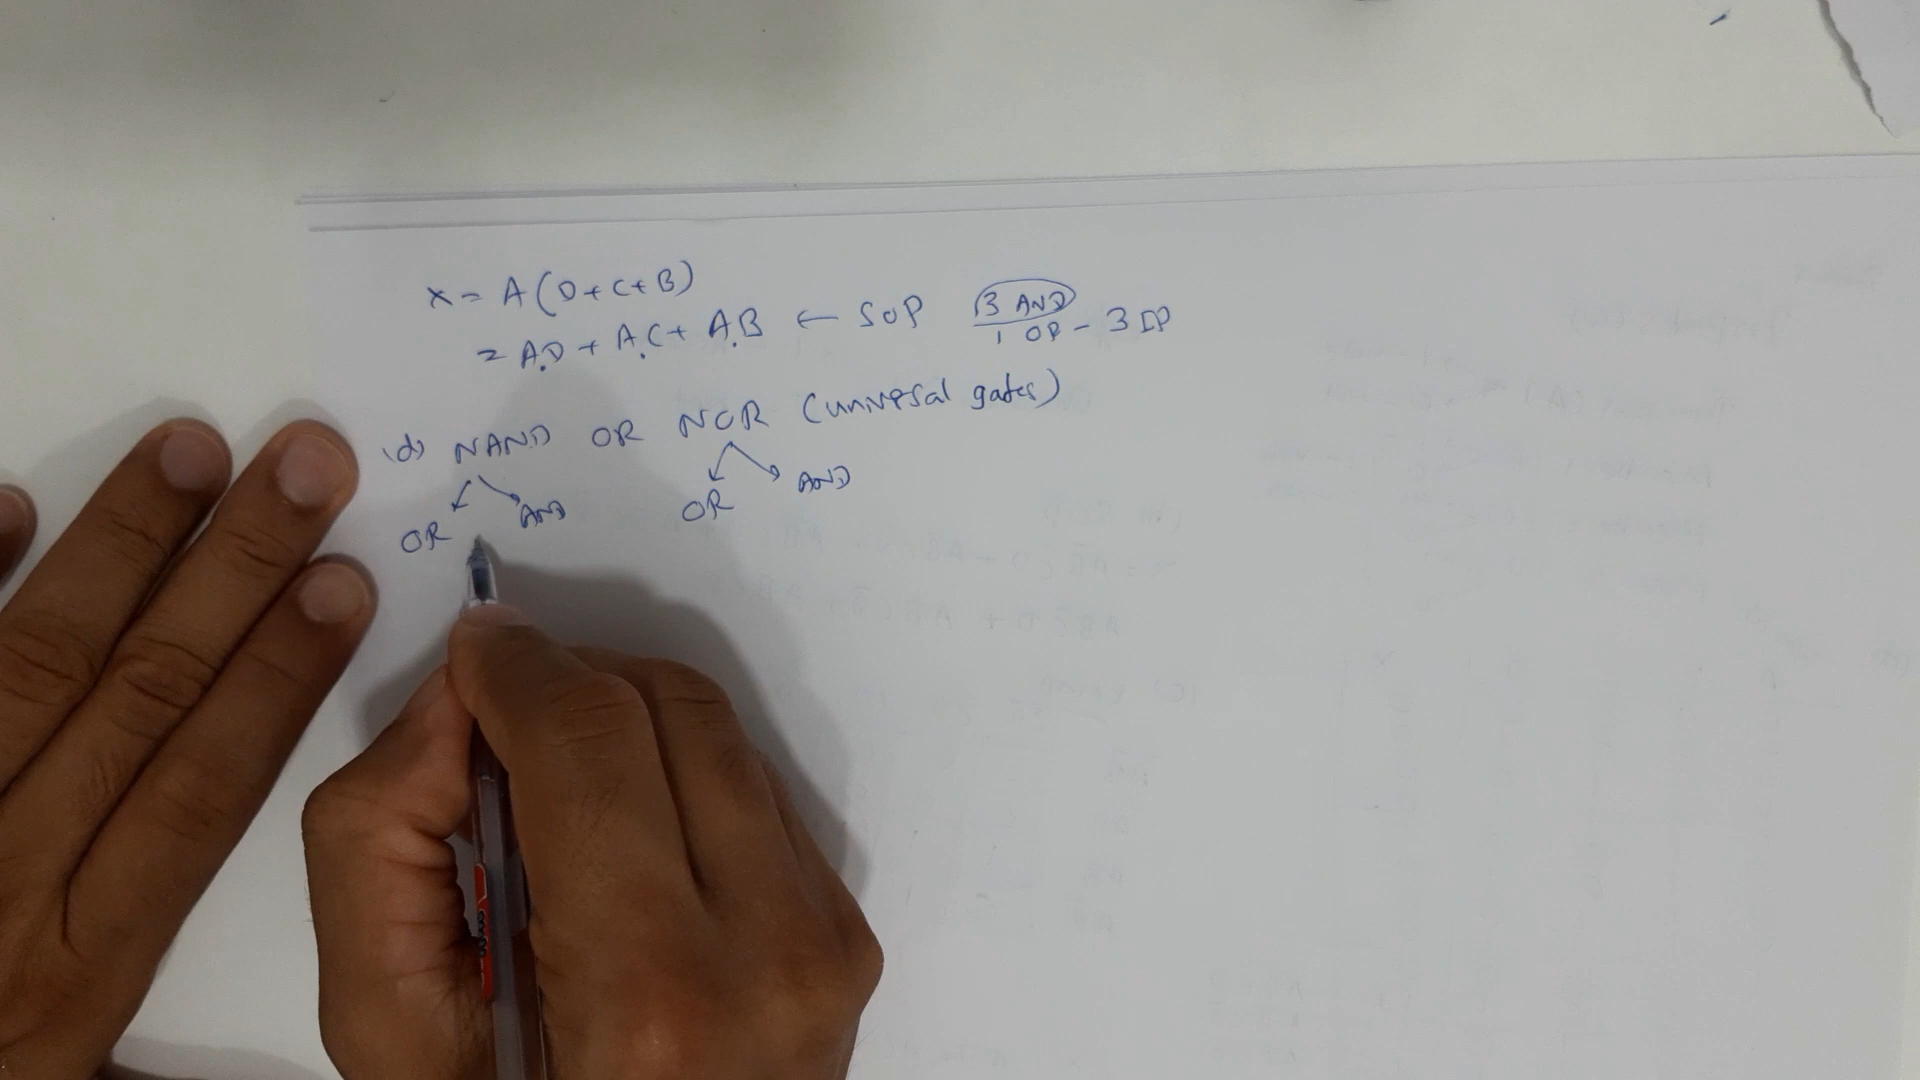 x = A(D+C+B)
= A.D + A.C + A.B ← SOP 3 AND
1 OR - 3 IP
(d) NAND OR NOR (universal gates)
OR AND OR AND